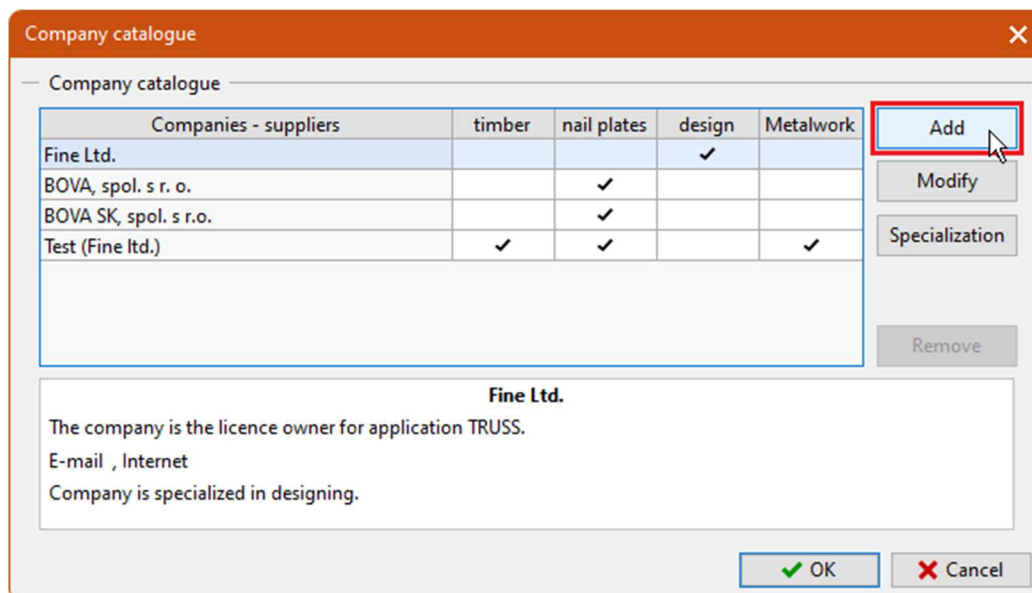 Company catalogue
Company catalogue
Companies - suppliers timber nail plates design Metalwork
Fine Ltd.
BOVA, spol. s r. o.
BOVA SK, spol. s r.o.
Test (Fine ltd.)
Add
Modify
Specialization
Remove
Fine Ltd.
The company is the licence owner for application TRUSS.
E-mail , Internet
Company is specialized in designing.
OK Cancel